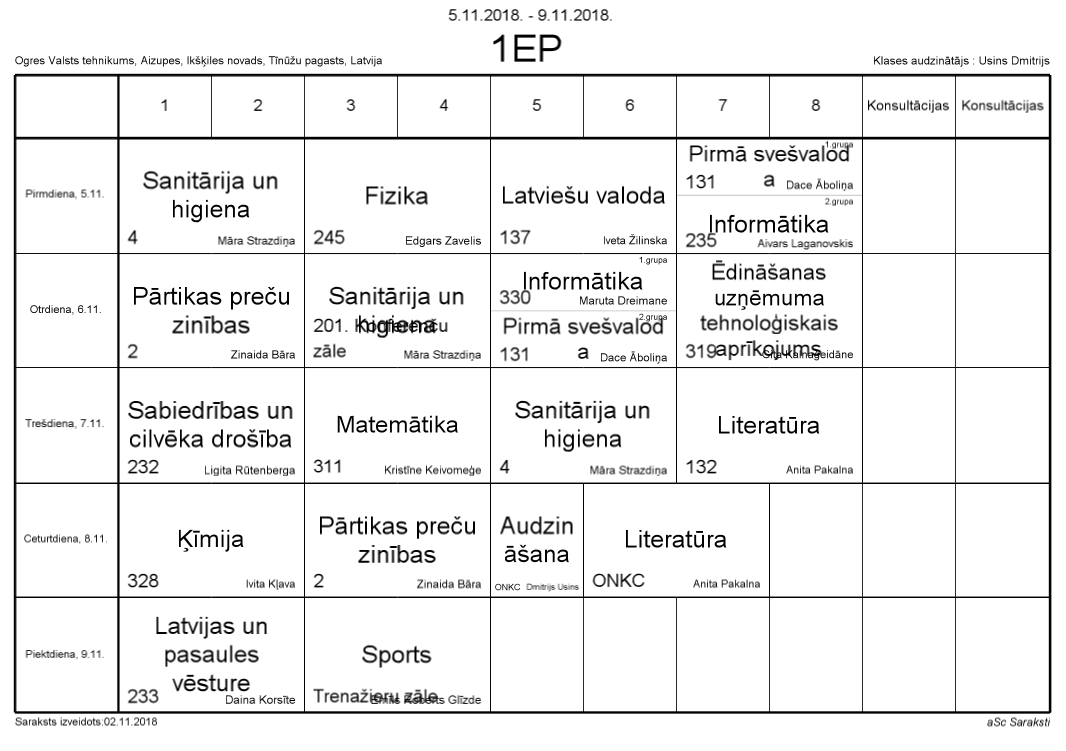 5.11.2018. - 9.11.2018.
1EP
Ogres Valsts tehnikums, Aizupes, Ikšķiles novads, Tīnūžu pagasts, Latvija
Klases audzinātājs : Usins Dmitrijs
1 2 3 4 5 6 7 8 Konsultācijas Konsultācijas
Pirmdiena, 5.11.
Sanitārija un
higiena
4 Māra Strazdiņa
Fizika
245 Edgars Zavelis
Latviešu valoda
137 Iveta Žilinska
1.grupa
Pirmā svešvalod
a
131 Dace Āboliņa
2.grupa
Informātika
235 Aivars Laganovskis
Otrdiena, 6.11.
Pārtikas preču
zinības
2 Zinaida Bāra
Sanitārija un
higiena
201. Konferenču
zāle Māra Strazdiņa
1.grupa
Informātika
330 Maruta Dreimane
2.grupa
Pirmā svešvalod
a
131 Dace Āboliņa
Ēdināšanas
uzņēmuma
tehnoloģiskais
aprīkojums
319
Trešdiena, 7.11.
Sabiedrības un
cilvēka drošība
232 Ligita Rūtenberga
Matemātika
311 Kristīne Keivomeģe
Sanitārija un
higiena
4 Māra Strazdiņa
Literatūra
132 Anita Pakalna
Ceturtdiena, 8.11.
Ķīmija
328 Ivita Kļava
Pārtikas preču
zinības
2 Zinaida Bāra
Audzin
āšana
ONKC Dmitrijs Usins
Literatūra
ONKC Anita Pakalna
Piektdiena, 9.11.
Latvijas un
pasaules
vēsture
233 Daina Korsīte
Sports
Trenažieru zāle
Emīls Roberts Glīzde
Saraksts izveidots:02.11.2018
aSc Saraksti